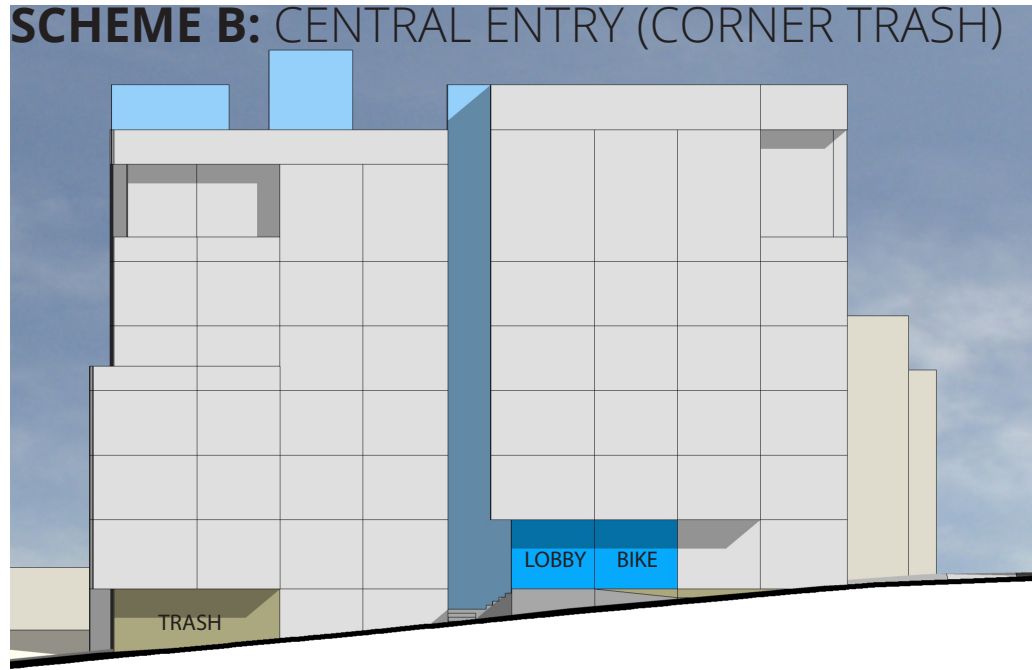 SCHEME B: CENTRAL ENTRY (CORNER TRASH)
LOBBY
BIKE
TRASH